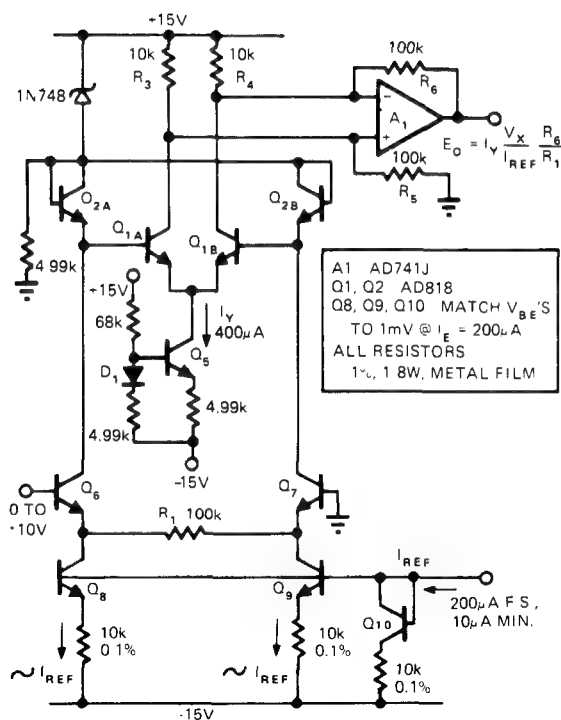 +15V
10k
R3
10k
R4
100k
R6
1N748
A1
−
+
EO = IY VX/IREF R6/R1
100k
R5
Q2A
Q2B
Q1A
Q1B
4.99k
+15V
68k
IY
400µA
Q5
D1
4.99k
4.99k
-15V
A1 AD741J
Q1, Q2 AD818
Q8, Q9, Q10 MATCH VBE'S
TO 1mV @ IE = 200µA
ALL RESISTORS
1%, 1 8W, METAL FILM
Q6
Q7
0 TO
+10V
R1 100k
Q8
Q9
IREF
200µA F S,
10µA MIN.
Q10
10k
0.1%
~ IREF
10k
0.1%
~ IREF
10k
0.1%
-15V